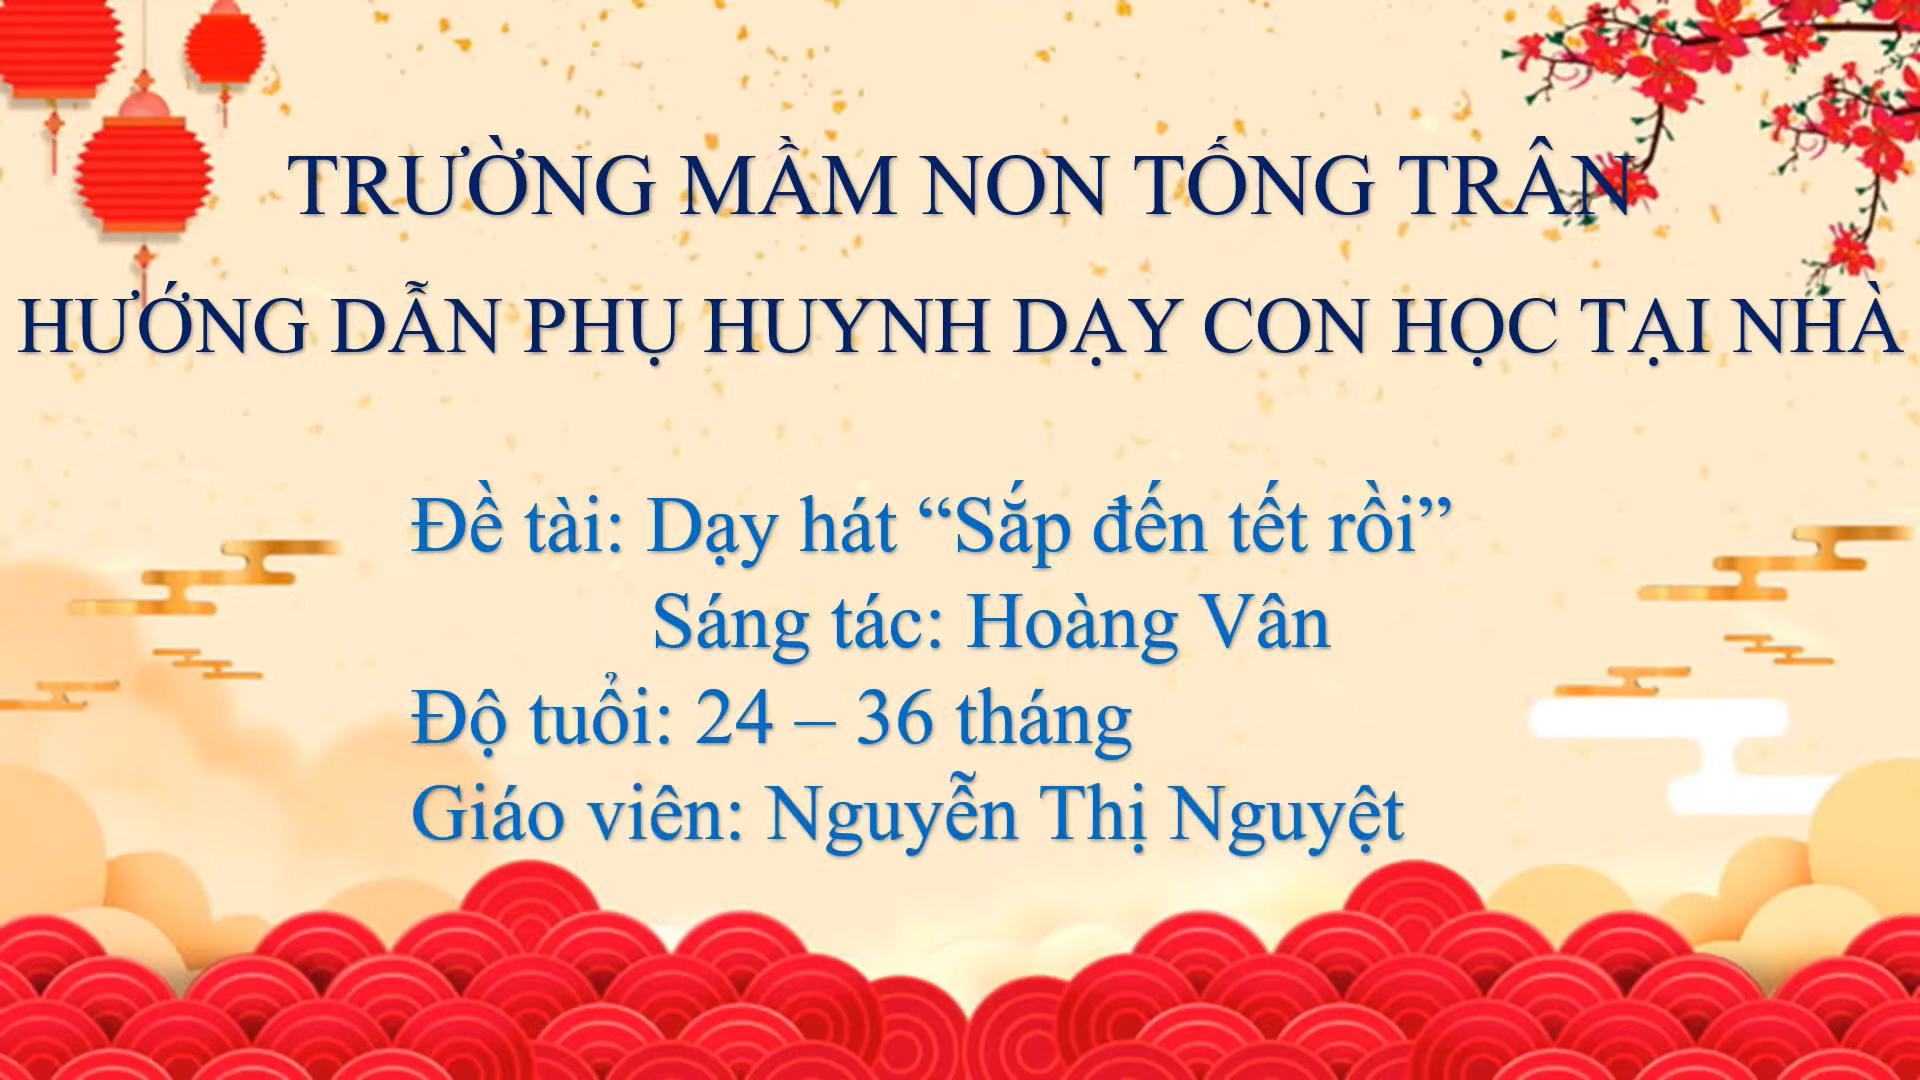 TRƯỜNG MẦM NON TỐNG TRÂN
HƯỚNG DẪN PHỤ HUYNH DẠY CON HỌC TẠI NHÀ
Đề tài: Dạy hát “Sắp đến tết rồi”
Sáng tác: Hoàng Vân
Độ tuổi: 24 – 36 tháng
Giáo viên: Nguyễn Thị Nguyệt